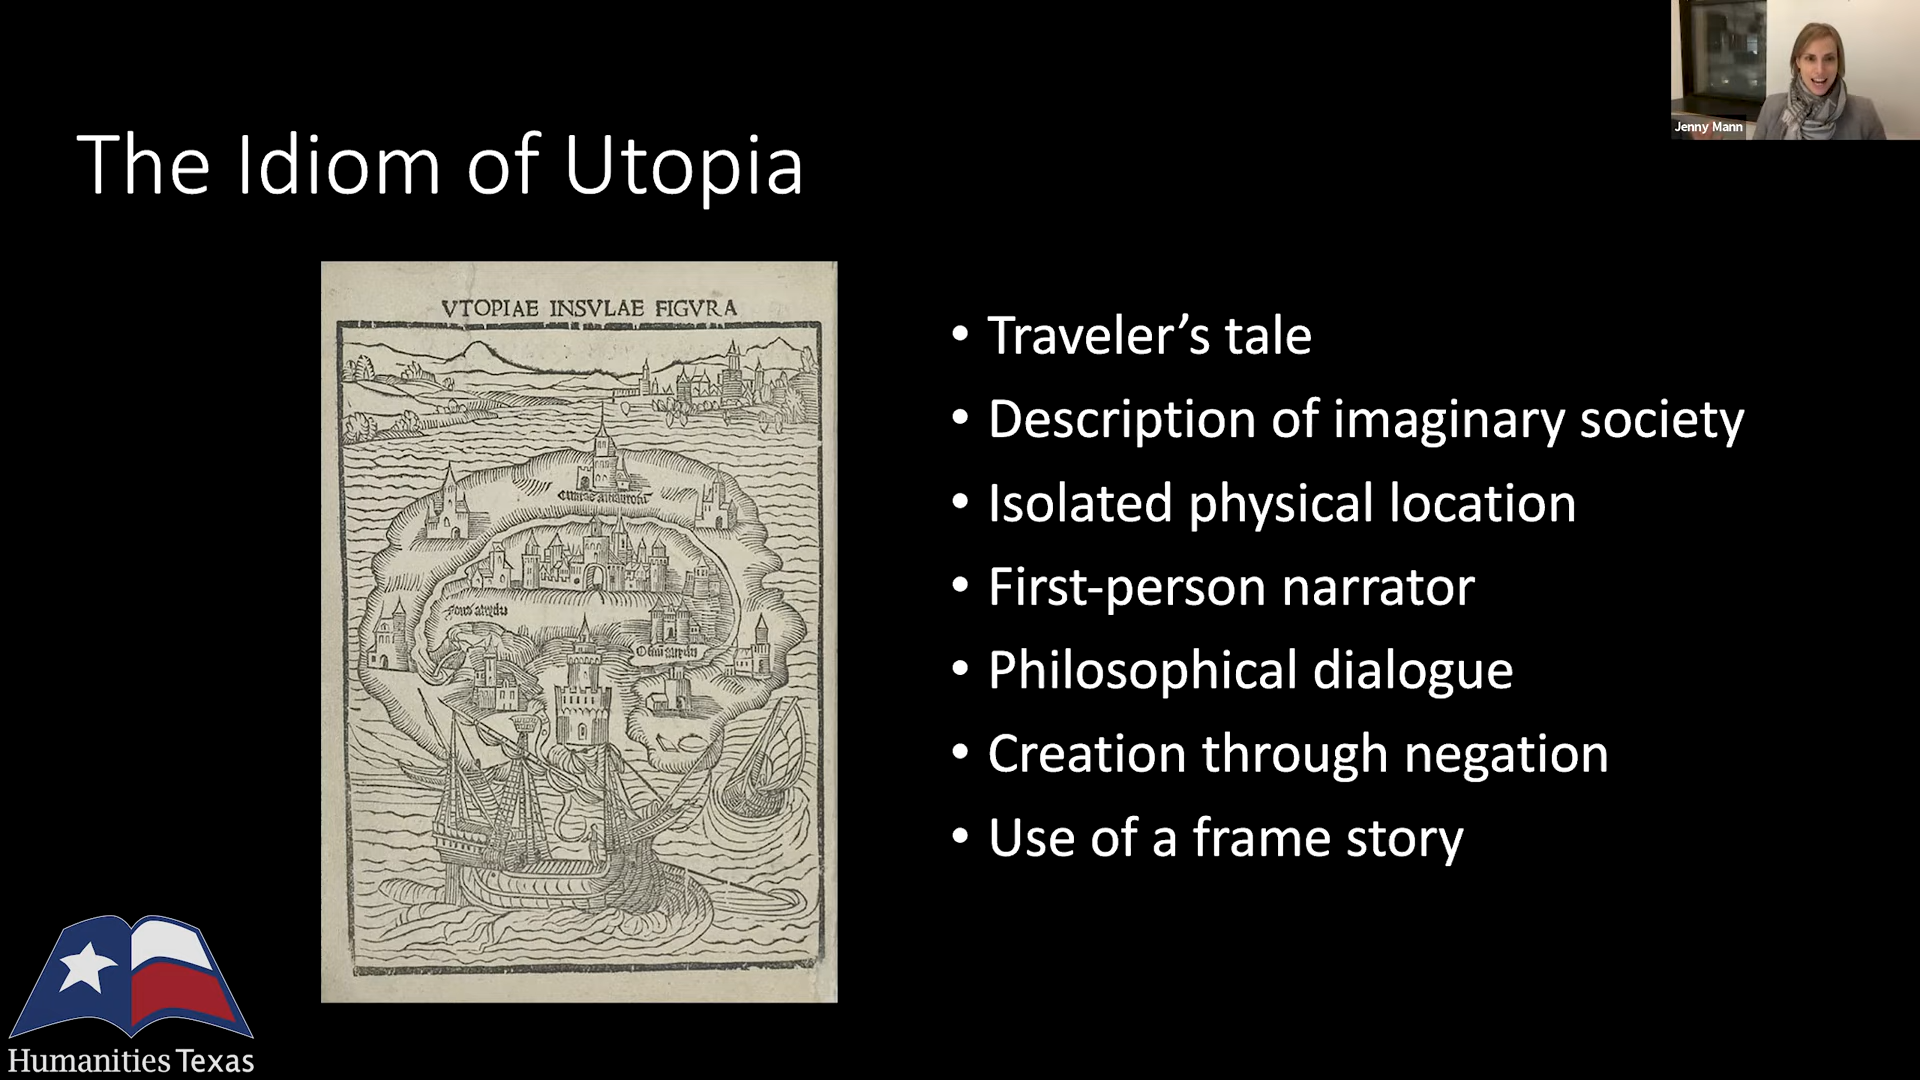 Jenny Mann
The Idiom of Utopia
VTOPIAE INSVLAE FIGVRA
• Traveler’s tale
• Description of imaginary society
• Isolated physical location
• First-person narrator
• Philosophical dialogue
• Creation through negation
• Use of a frame story
Humanities Texas